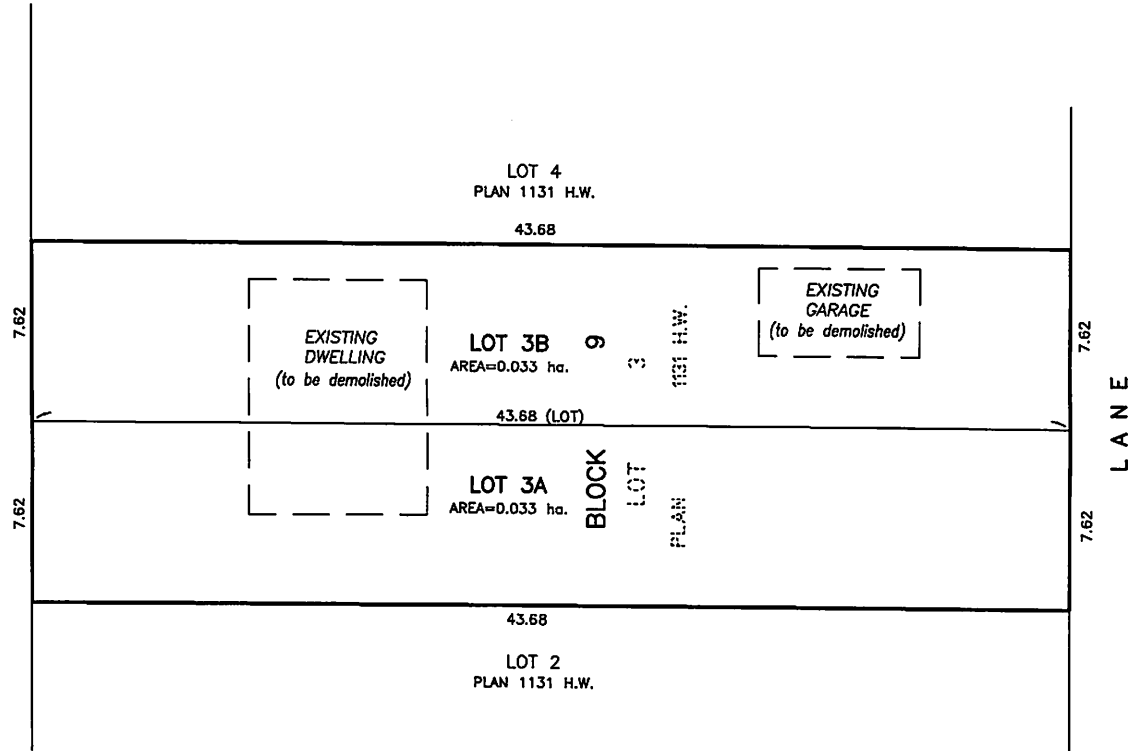 LOT 4
PLAN 1131 H.W.
43.68
7.62
EXISTING
DWELLING
(to be demolished)
LOT 3B
AREA=0.033 ha.
EXISTING
GARAGE
(to be demolished)
7.62
43.68 (LOT)
BLOCK 9
LOT 3
PLAN 1131 H.W.
LANE
7.62
LOT 3A
AREA=0.033 ha.
7.62
43.68
LOT 2
PLAN 1131 H.W.